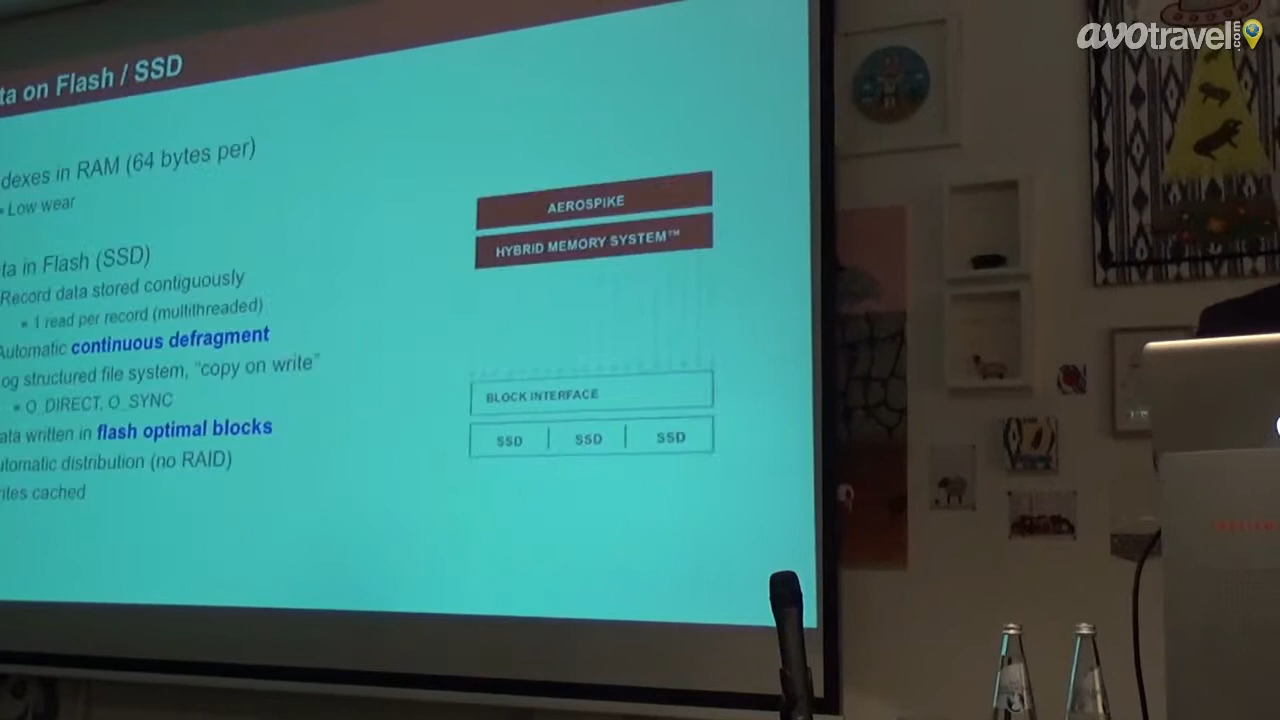 avotravel.com
ta on Flash / SSD
dexes in RAM (64 bytes per)
Low wear
ta in Flash (SSD)
Record data stored contiguously
1 read per record (multithreaded)
Automatic continuous defragment
og structured file system, "copy on write"
O_DIRECT, O_SYNC
ata written in flash optimal blocks
utomatic distribution (no RAID)
ites cached
AEROSPIKE
HYBRID MEMORY SYSTEM™
BLOCK INTERFACE
SSD SSD SSD